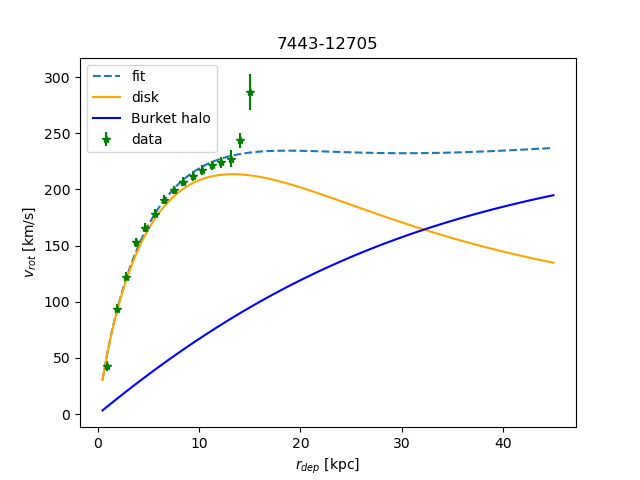 7443-12705
fit
disk
Burket halo
data
300
250
200
150
100
50
0
v_rot [km/s]
0 10 20 30 40
r_dep [kpc]